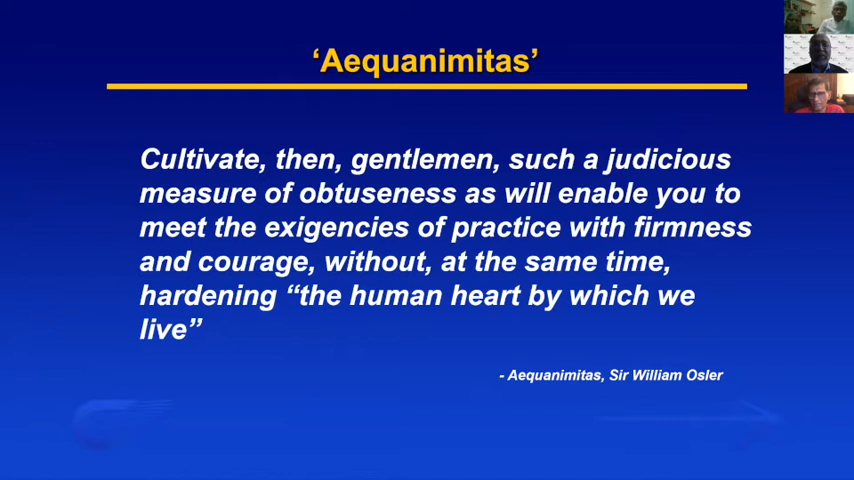 ‘Aequanimitas’
Cultivate, then, gentlemen, such a judicious
measure of obtuseness as will enable you to
meet the exigencies of practice with firmness
and courage, without, at the same time,
hardening “the human heart by which we
live”
- Aequanimitas, Sir William Osler